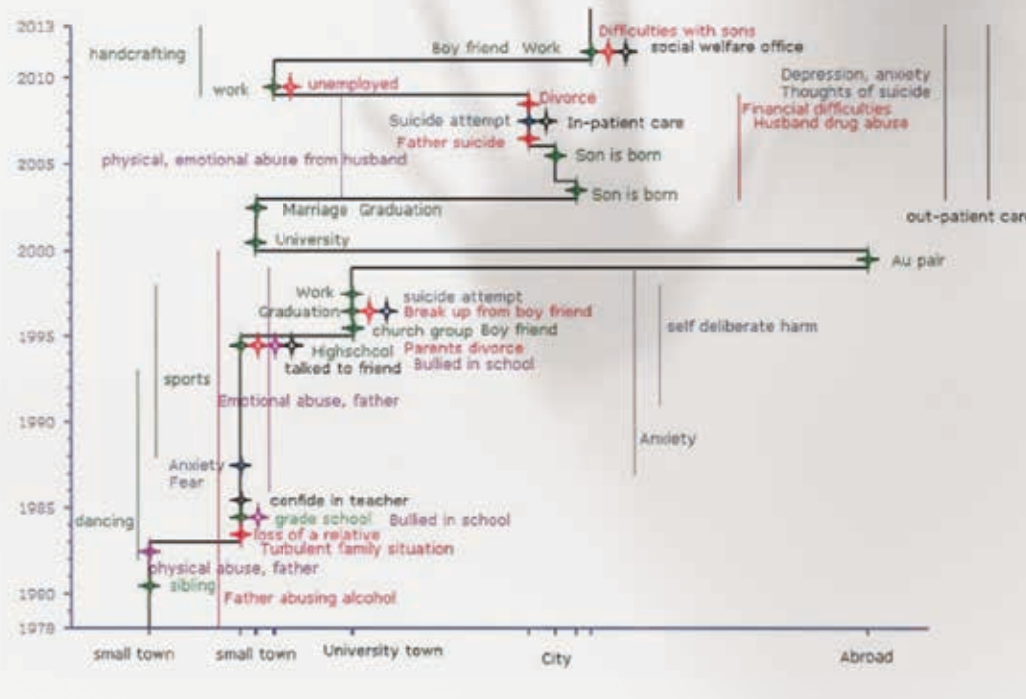 2013
Difficulties with sons
handcrafting
Boy friend Work
social welfare office
2010
work
unemployed
Depression, anxiety
Thoughts of suicide
Divorce
Financial difficulties
Suicide attempt
In-patient care
Husband drug abuse
Father suicide
2005
physical, emotional abuse from husband
Son is born
Son is born
Marriage Graduation
out-patient care
University
2000
Au pair
Work
suicide attempt
Graduation
Break up from boy friend
church group Boy friend
self deliberate harm
1995
Highschool Parents divorce
talked to friend Bullied in school
sports
Emotional abuse, father
1990
Anxiety
Anxiety
Fear
confide in teacher
1985
dancing
grade school Bullied in school
loss of a relative
Turbulent family situation
physical abuse, father
sibling
1980
Father abusing alcohol
1978
small town
small town
University town
City
Abroad